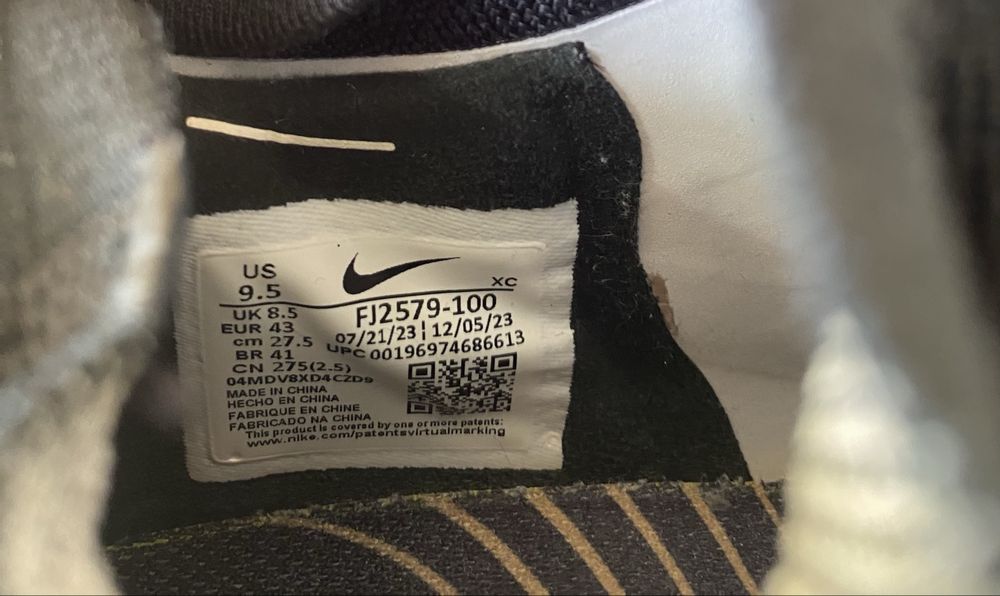 US
9.5
XC
UK 8.5
EUR 43
cm 27.5
BR 41
CN 275(2.5)
FJ2579-100
07/21/23 | 12/05/23
UPC 00196974686613
04MDV8XD4CZD9
MADE IN CHINA
HECHO EN CHINA
FABRIQUE EN CHINE
FABRICADO NA CHINA
This product is covered by one or more patents:
www.nike.com/patentsvirtualmarking